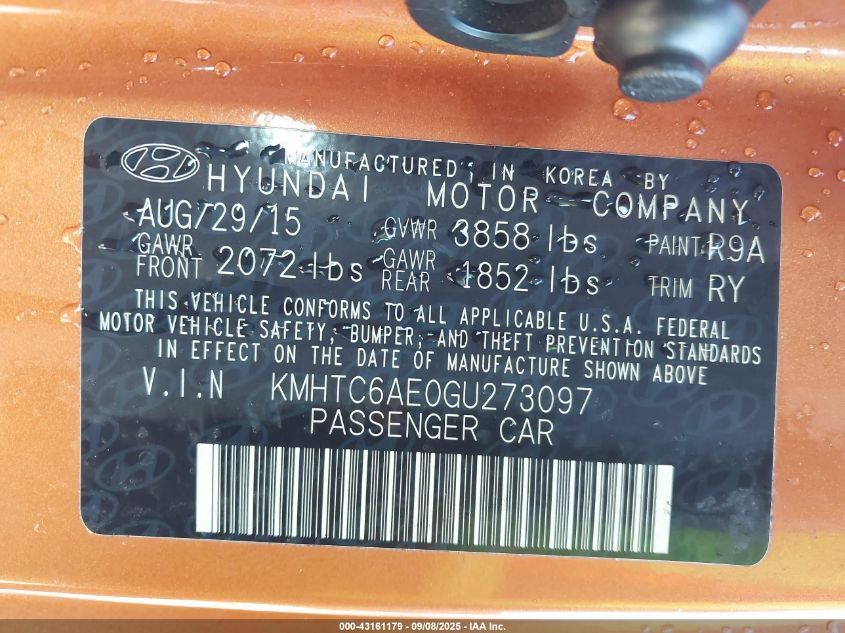 MANUFACTURED IN KOREA BY
HYUNDAI MOTOR COMPANY
AUG/29/15 GVWR 3858 lbs PAINT R9A
GAWR FRONT 2072 lbs GAWR REAR 1852 lbs TRIM RY
THIS VEHICLE CONFORMS TO ALL APPLICABLE U.S.A. FEDERAL
MOTOR VEHICLE SAFETY, BUMPER, AND THEFT PREVENTION STANDARDS
IN EFFECT ON THE DATE OF MANUFACTURE SHOWN ABOVE
V.I.N KMHTC6AE0GU273097
PASSENGER CAR
000-43161179 - 09/08/2025 - IAA Inc.